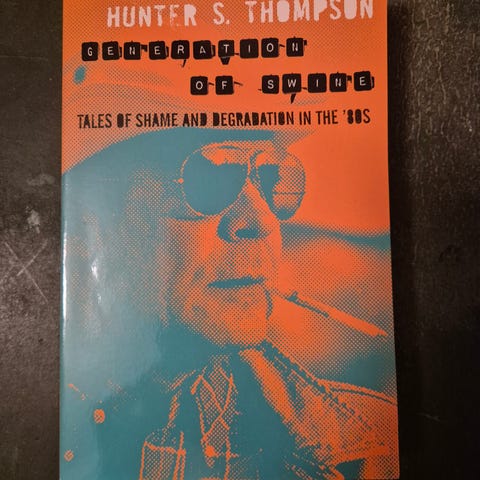 HUNTER S. THOMPSON
GENERATION
OF SWINE
TALES OF SHAME AND DEGRADATION IN THE '80S